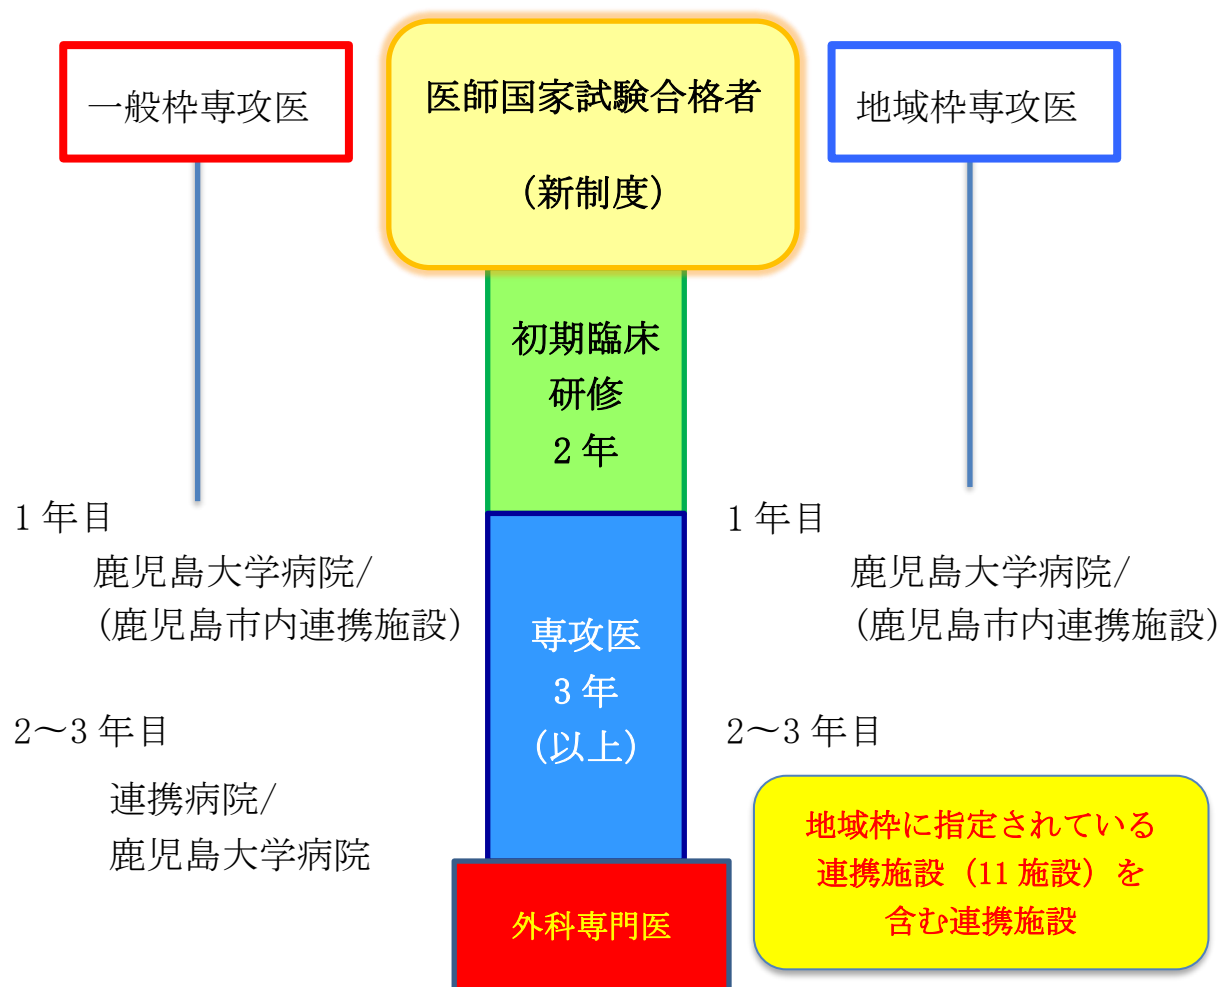 一般枠専攻医
医師国家試験合格者
(新制度)
地域枠専攻医
初期臨床
研修
2年
1年目
鹿児島大学病院/
(鹿児島市内連携施設)
2～3年目
連携病院/
鹿児島大学病院
専攻医
3年
(以上)
外科専門医
1年目
鹿児島大学病院/
(鹿児島市内連携施設)
2～3年目
地域枠に指定されている
連携施設（11施設）を
含む連携施設